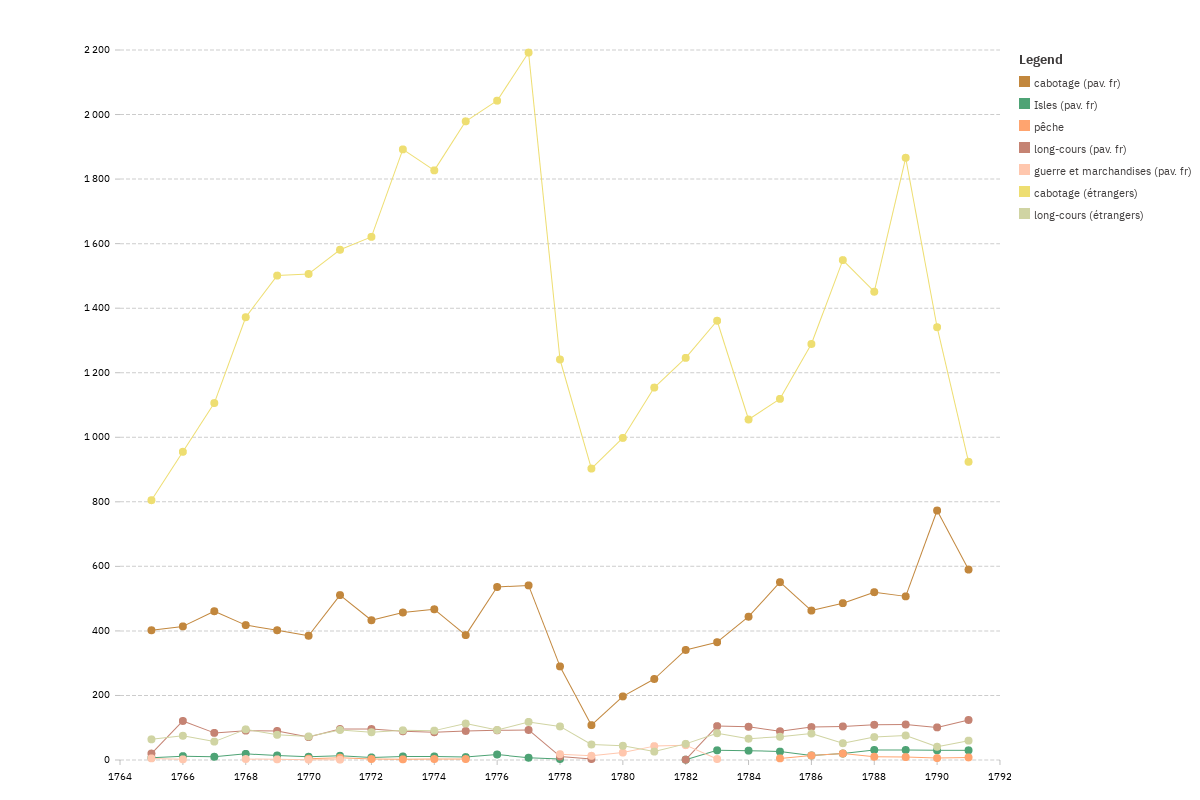 2 200
2 000
1 800
1 600
1 400
1 200
1 000
800
600
400
200
0
1764 1766 1768 1770 1772 1774 1776 1778 1780 1782 1784 1786 1788 1790 1792
Legend
cabotage (pav. fr)
Isles (pav. fr)
pêche
long-cours (pav. fr)
guerre et marchandises (pav. fr)
cabotage (étrangers)
long-cours (étrangers)